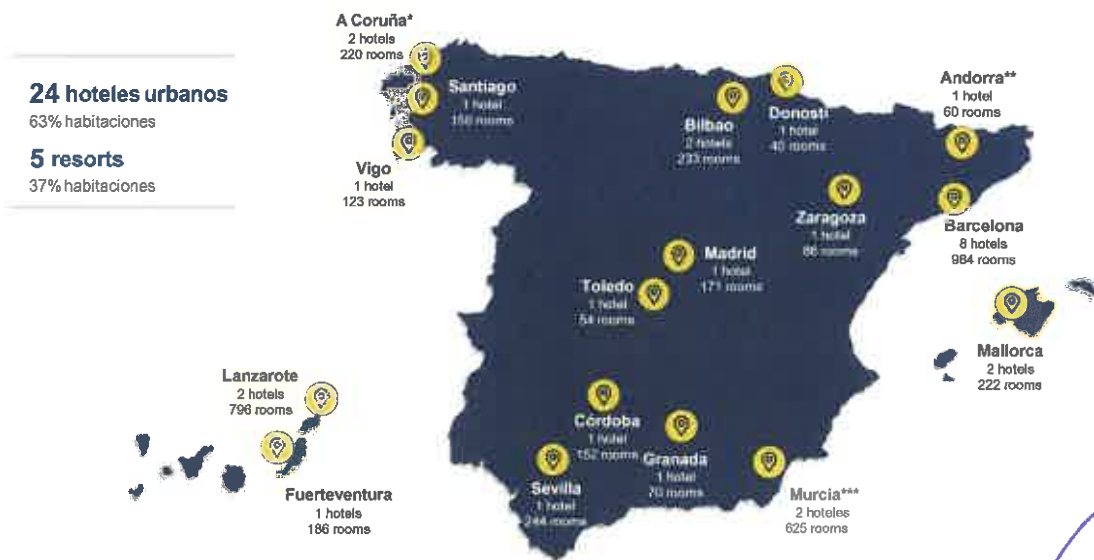 24 hoteles urbanos
63% habitaciones
5 resorts
37% habitaciones
A Coruña*
2 hotels
220 rooms
Santiago
1 hotel
Vigo
1 hotel
123 rooms
Bilbao
2 hotels
233 rooms
Donosti
1 hotel
40 rooms
Andorra**
1 hotel
60 rooms
Zaragoza
1 hotel
rooms
Barcelona
8 hotels
984 rooms
Madrid
1 hotel
171 rooms
Toledo
1 hotel
54 rooms
Mallorca
2 hotels
222 rooms
Lanzarote
2 hotels
796 rooms
Fuerteventura
1 hotels
186 rooms
Córdoba
1 hotel
152 rooms
Granada
1 hotel
70 rooms
Sevilla
1 hotel
244 rooms
Murcia***
2 hoteles
625 rooms